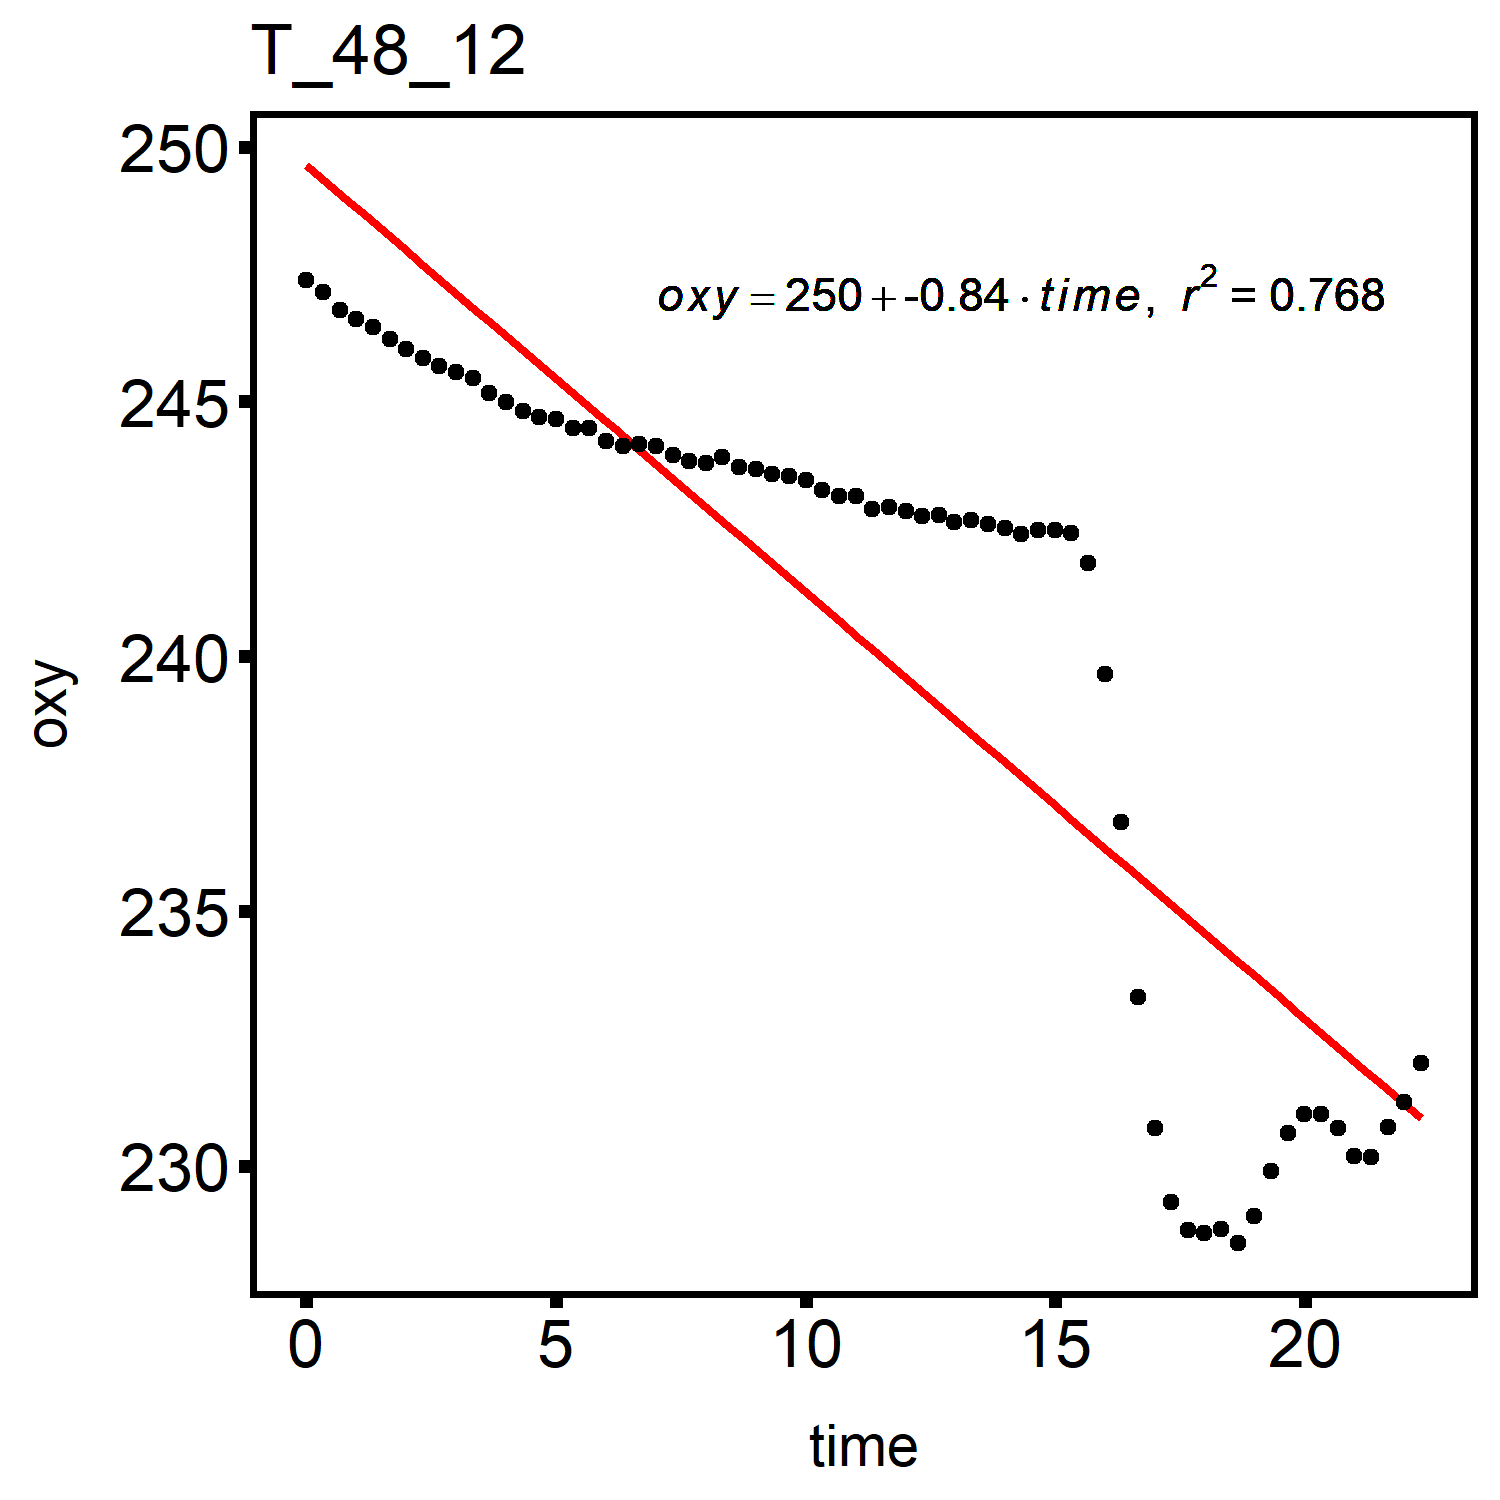 T_48_12
250
245
240
235
230
oxy
oxy = 250 + -0.84 · time, r² = 0.768
0 5 10 15 20
time